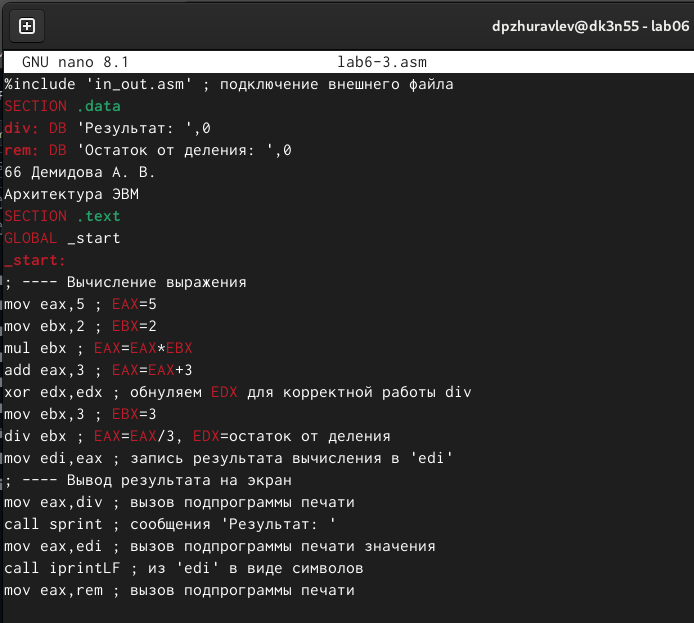 dpzhuravlev@dk3n55 - lab06
GNU nano 8.1 lab6-3.asm
%include 'in_out.asm' ; подключение внешнего файла
SECTION .data
div: DB 'Результат: ',0
rem: DB 'Остаток от деления: ',0
66 Демидова А. В.
Архитектура ЭВМ
SECTION .text
GLOBAL _start
_start:
; ---- Вычисление выражения
mov eax,5 ; EAX=5
mov ebx,2 ; EBX=2
mul ebx ; EAX=EAX*EBX
add eax,3 ; EAX=EAX+3
xor edx,edx ; обнуляем EDX для корректной работы div
mov ebx,3 ; EBX=3
div ebx ; EAX=EAX/3, EDX=остаток от деления
mov edi,eax ; запись результата вычисления в 'edi'
; ---- Вывод результата на экран
mov eax,div ; вызов подпрограммы печати
call sprint ; сообщения 'Результат: '
mov eax,edi ; вызов подпрограммы печати значения
call iprintLF ; из 'edi' в виде символов
mov eax,rem ; вызов подпрограммы печати